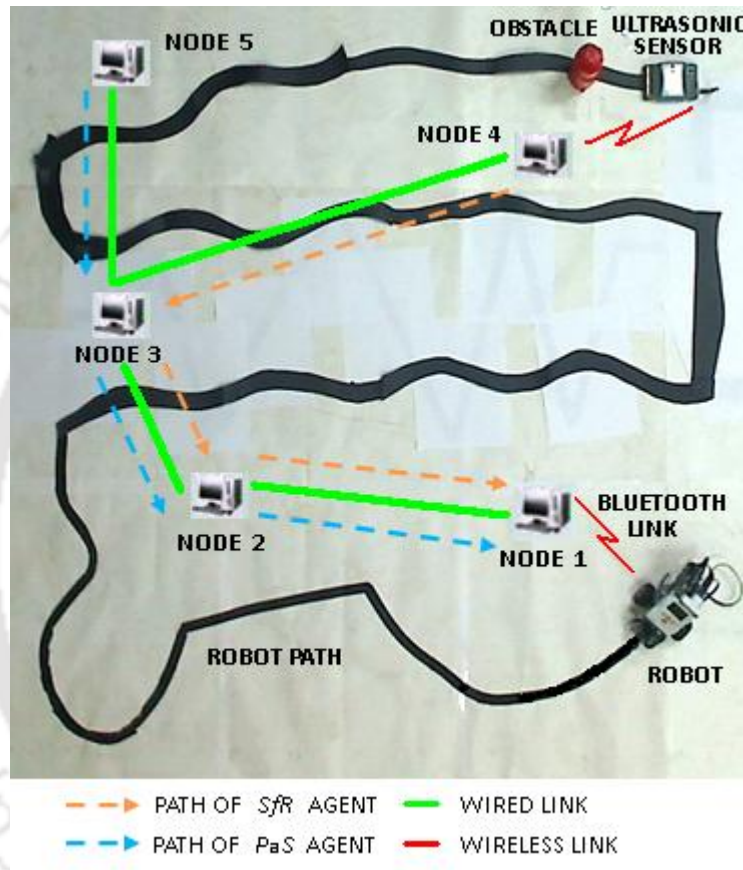 NODE 5
OBSTACLE
ULTRASONIC
SENSOR
NODE 4
NODE 3
NODE 2
NODE 1
BLUETOOTH
LINK
ROBOT PATH
ROBOT
PATH OF SfR AGENT
WIRED LINK
PATH OF PaS AGENT
WIRELESS LINK